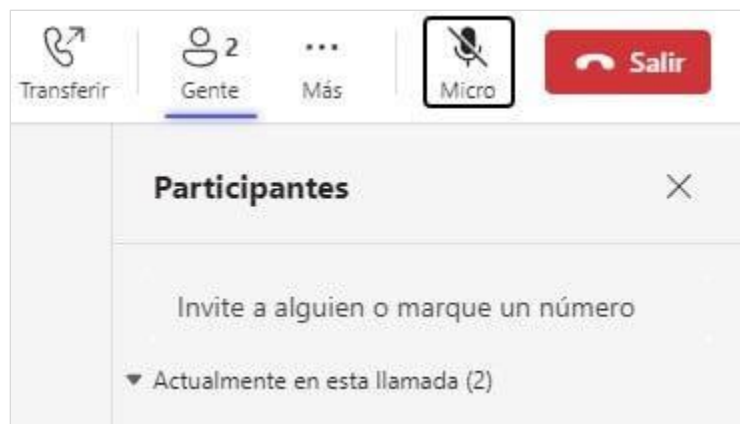 2
Transferir Gente Más Micro Salir
Participantes
Invite a alguien o marque un número
Actualmente en esta llamada (2)